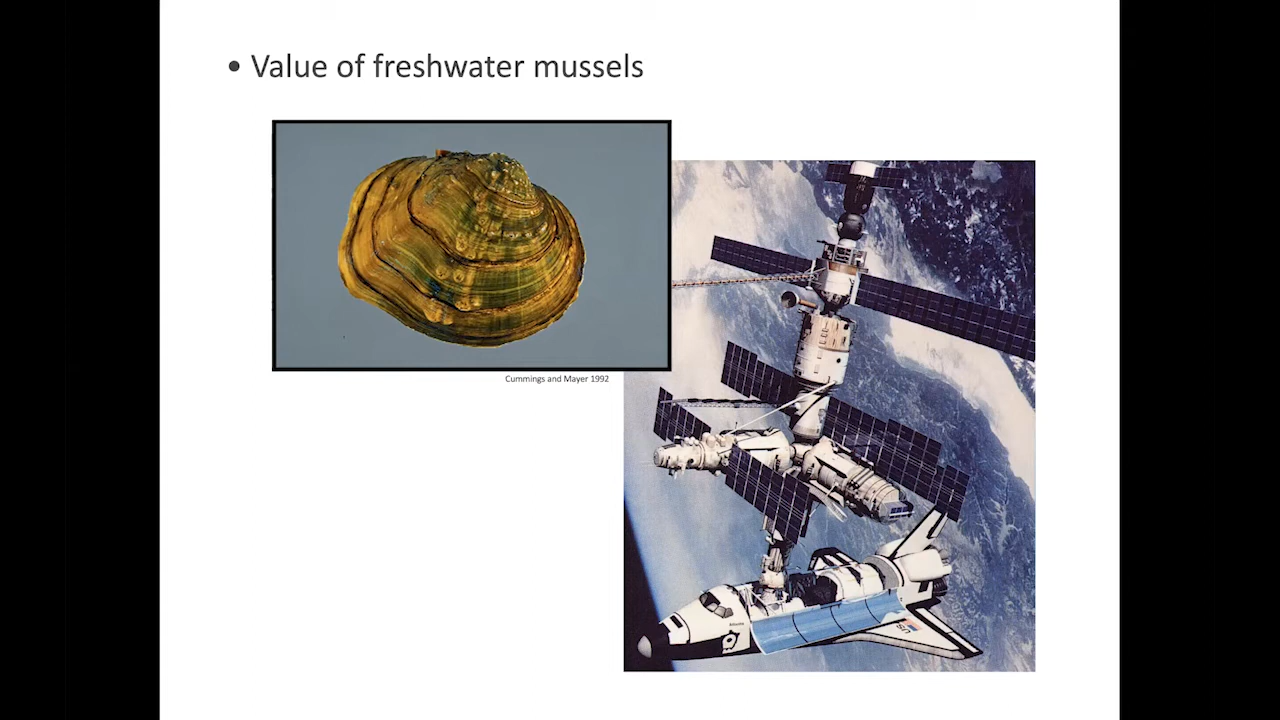 • Value of freshwater mussels
Cummings and Mayer 1992